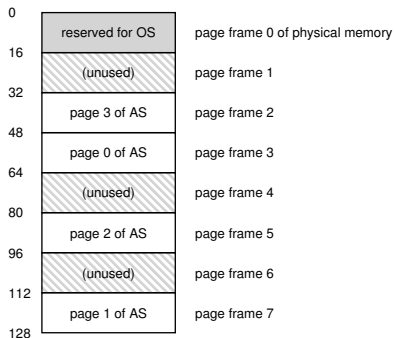 0
reserved for OS page frame 0 of physical memory
16
(unused) page frame 1
32
page 3 of AS page frame 2
48
page 0 of AS page frame 3
64
(unused) page frame 4
80
page 2 of AS page frame 5
96
(unused) page frame 6
112
page 1 of AS page frame 7
128